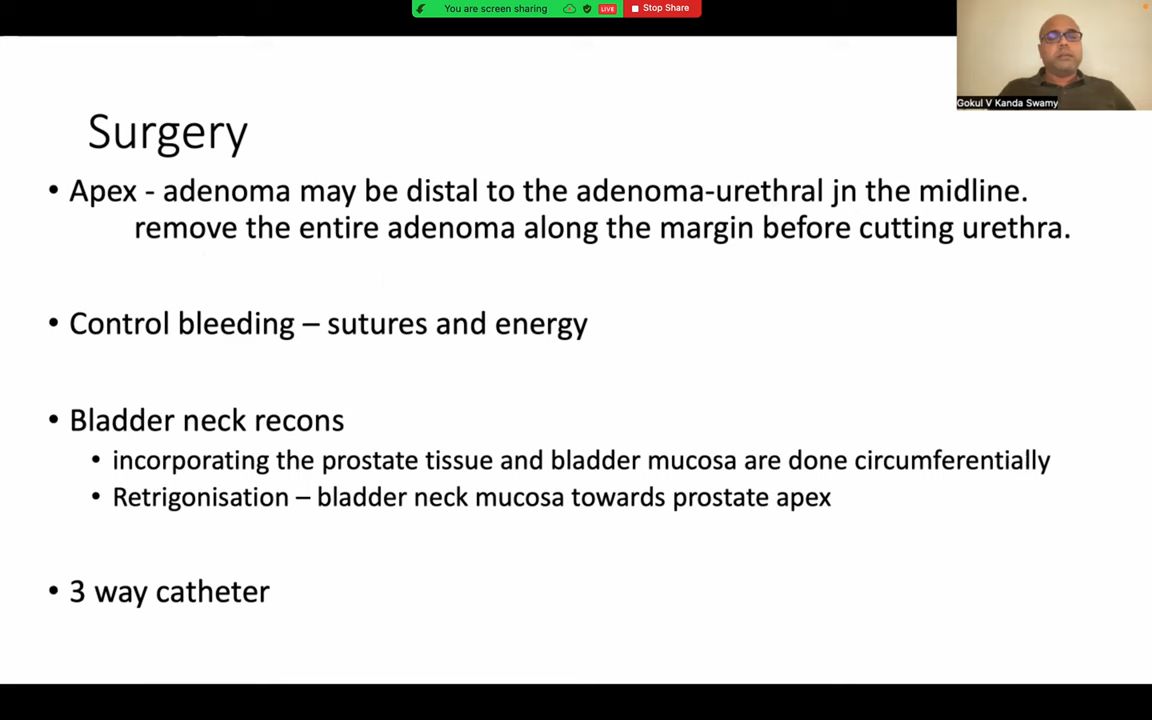 You are screen sharing
LIVE
Stop Share
Gokul V Kanda Swamy
Surgery
• Apex - adenoma may be distal to the adenoma-urethral jn the midline.
remove the entire adenoma along the margin before cutting urethra.
• Control bleeding – sutures and energy
• Bladder neck recons
• incorporating the prostate tissue and bladder mucosa are done circumferentially
• Retrigonisation – bladder neck mucosa towards prostate apex
• 3 way catheter